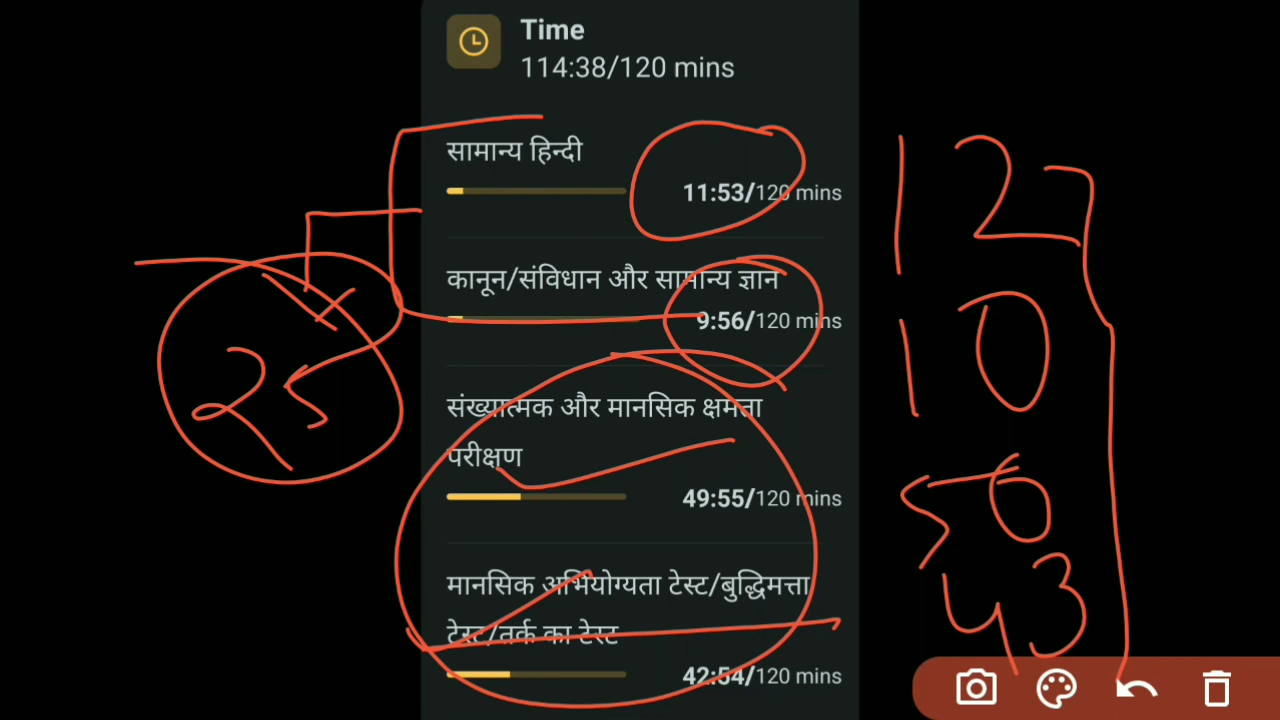 Time
114:38/120 mins
सामान्य हिन्दी
11:53/120 mins
12
कानून/संविधान और सामान्य ज्ञान
9:56/120 mins
10
25
संख्यात्मक और मानसिक क्षमता
परीक्षण
49:55/120 mins
50
मानसिक अभियोग्यता टेस्ट/बुद्धिमत्ता
टेस्ट/तर्क का टेस्ट
42:54/120 mins
43